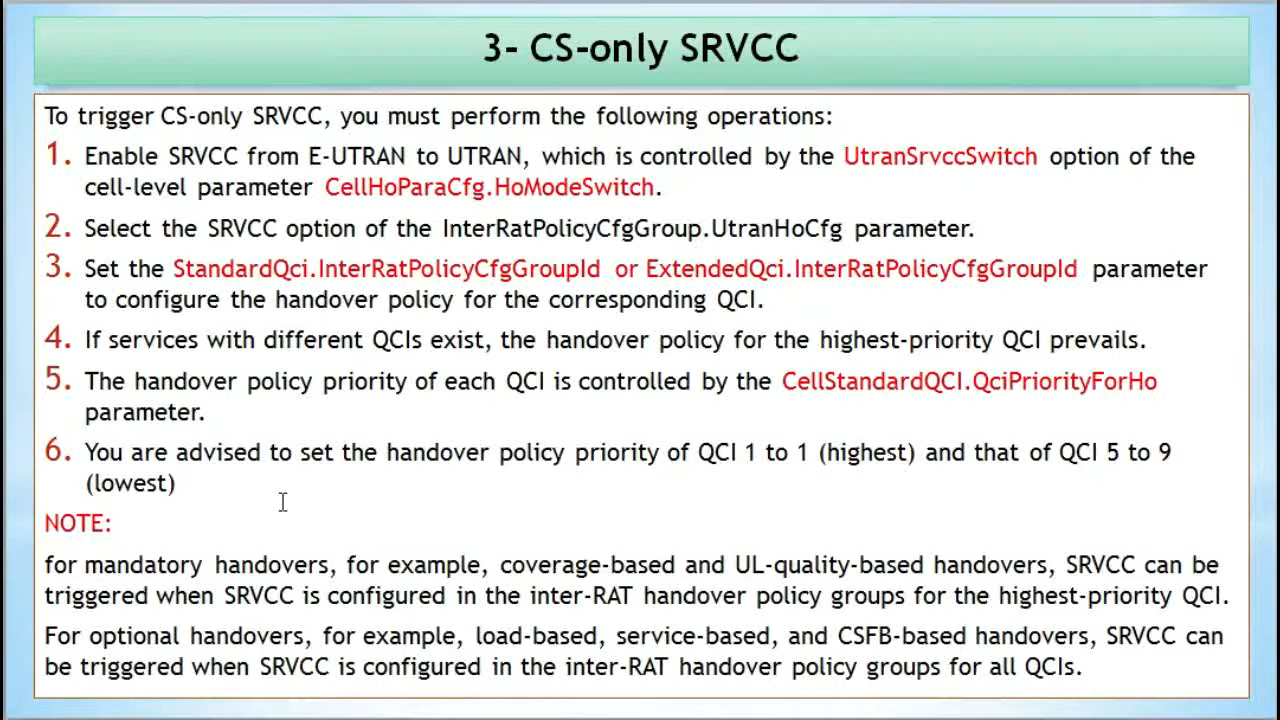 3- CS-only SRVCC
To trigger CS-only SRVCC, you must perform the following operations:
1. Enable SRVCC from E-UTRAN to UTRAN, which is controlled by the UtranSrvccSwitch option of the
cell-level parameter CellHoParaCfg.HoModeSwitch.
2. Select the SRVCC option of the InterRatPolicyCfgGroup.UtranHoCfg parameter.
3. Set the StandardQci.InterRatPolicyCfgGroupId or ExtendedQci.InterRatPolicyCfgGroupId parameter
to configure the handover policy for the corresponding QCI.
4. If services with different QCIs exist, the handover policy for the highest-priority QCI prevails.
5. The handover policy priority of each QCI is controlled by the CellStandardQCI.QciPriorityForHo
parameter.
6. You are advised to set the handover policy priority of QCI 1 to 1 (highest) and that of QCI 5 to 9
(lowest)
NOTE:
for mandatory handovers, for example, coverage-based and UL-quality-based handovers, SRVCC can be
triggered when SRVCC is configured in the inter-RAT handover policy groups for the highest-priority QCI.
For optional handovers, for example, load-based, service-based, and CSFB-based handovers, SRVCC can
be triggered when SRVCC is configured in the inter-RAT handover policy groups for all QCIs.